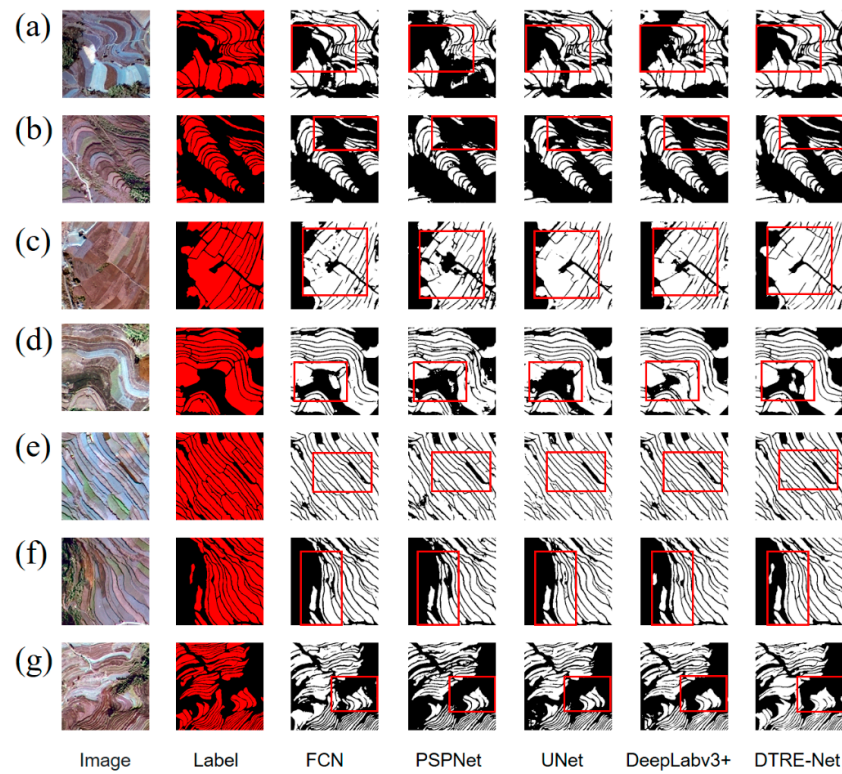 (a)
(b)
(c)
(d)
(e)
(f)
(g)
Image Label FCN PSPNet UNet DeepLabv3+ DTRE-Net